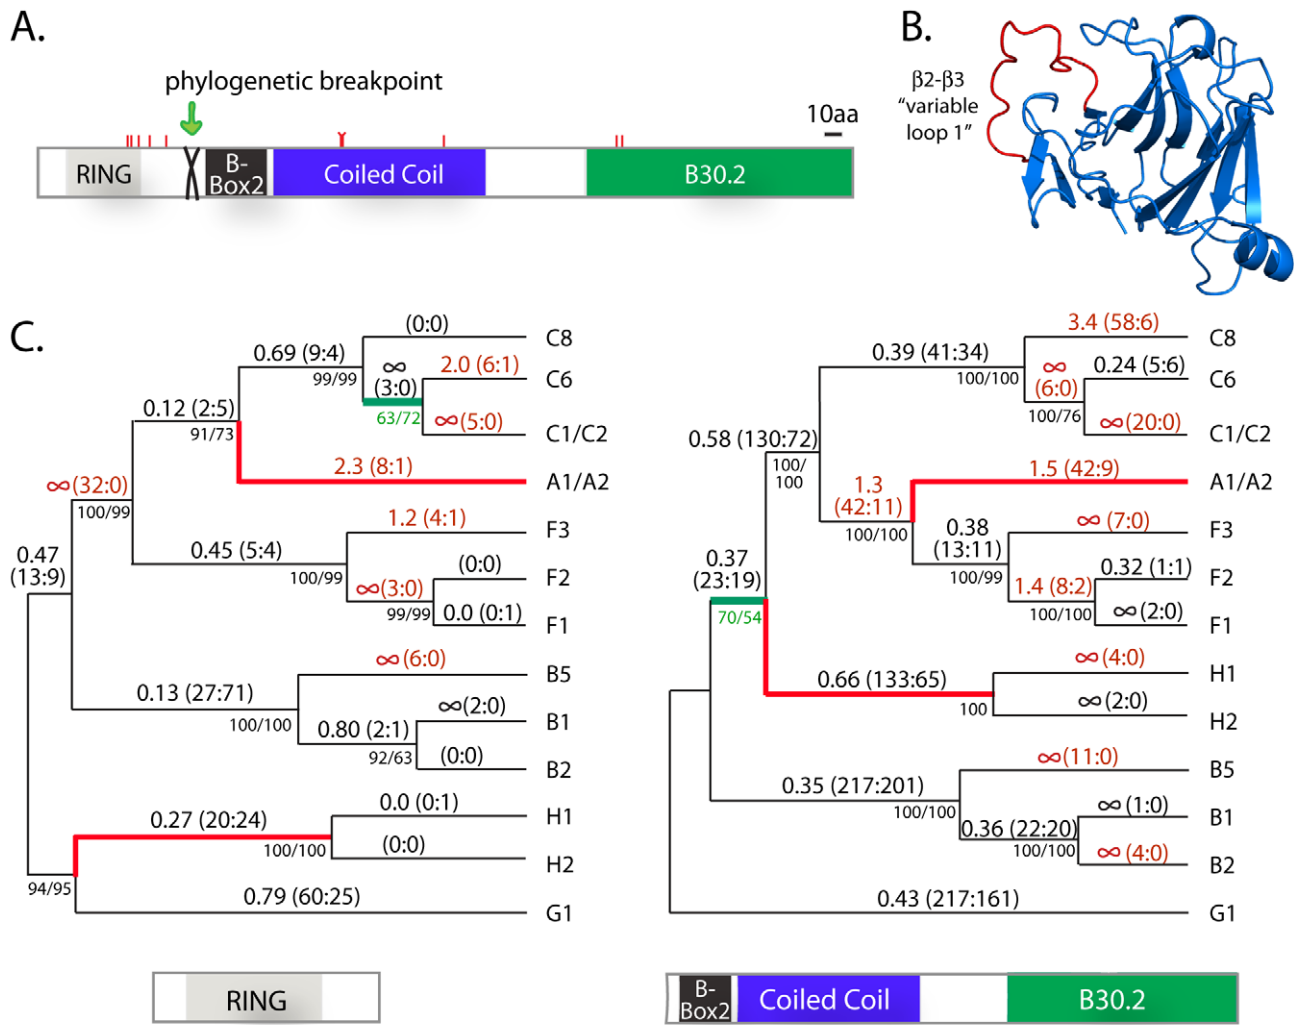 A.
phylogenetic breakpoint
10aa
RING
B-
Box2
Coiled Coil
B30.2
B.
β2-β3
“variable
loop 1”
C.
(0:0)
C8
0.69 (9:4)
99/99
∞
(3:0)
63/72
2.0 (6:1)
C6
∞(5:0)
C1/C2
0.12 (2:5)
91/73
2.3 (8:1)
A1/A2
∞(32:0)
100/99
1.2 (4:1)
F3
0.45 (5:4)
100/99
(0:0)
F2
∞(3:0)
99/99
0.0 (0:1)
F1
0.47
(13:9)
∞(6:0)
B5
0.13 (27:71)
100/100
∞(2:0)
B1
0.80 (2:1)
92/63
(0:0)
B2
0.0 (0:1)
H1
0.27 (20:24)
100/100
(0:0)
H2
94/95
0.79 (60:25)
G1
RING
3.4 (58:6)
C8
0.39 (41:34)
100/100
∞
(6:0)
100/76
0.24 (5:6)
C6
∞(20:0)
C1/C2
0.58 (130:72)
100/
100
1.5 (42:9)
A1/A2
1.3
(42:11)
100/100
∞(7:0)
F3
0.38
(13:11)
100/99
0.32 (1:1)
F2
1.4 (8:2)
100/100
∞(2:0)
F1
0.37
(23:19)
70/54
∞(4:0)
H1
0.66 (133:65)
100
∞(2:0)
H2
∞(11:0)
B5
0.35 (217:201)
100/100
∞(1:0)
B1
0.36 (22:20)
100/100
∞(4:0)
B2
0.43 (217:161)
G1
B-
Box2
Coiled Coil
B30.2